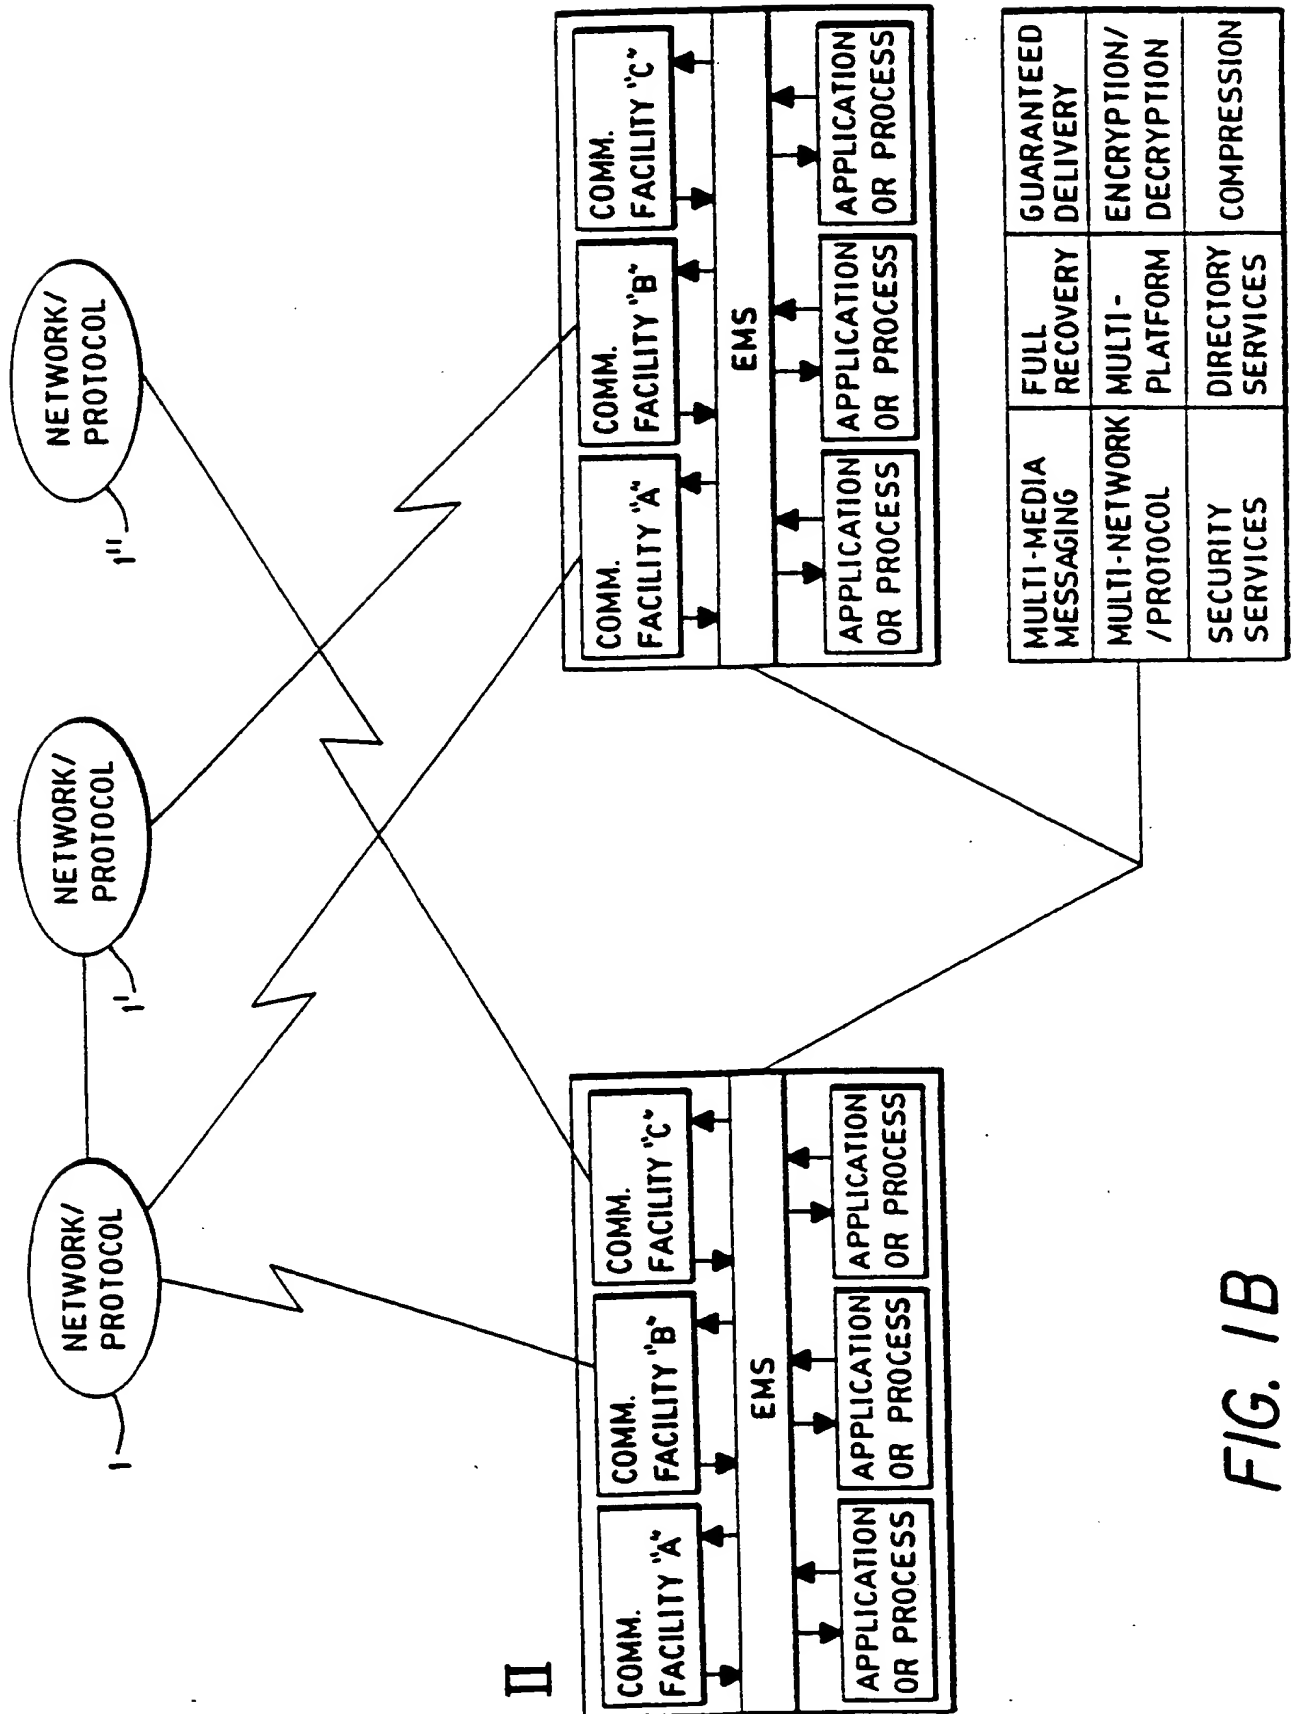 NETWORK/
PROTOCOL
1
NETWORK/
PROTOCOL
1'
NETWORK/
PROTOCOL
1"
II
COMM.
FACILITY "A"
COMM.
FACILITY "B"
COMM.
FACILITY "C"
EMS
APPLICATION
OR PROCESS
APPLICATION
OR PROCESS
APPLICATION
OR PROCESS
COMM.
FACILITY "A"
COMM.
FACILITY "B"
COMM.
FACILITY "C"
EMS
APPLICATION
OR PROCESS
APPLICATION
OR PROCESS
APPLICATION
OR PROCESS
MULTI-MEDIA
MESSAGING
FULL
RECOVERY
GUARANTEED
DELIVERY
MULTI-NETWORK
/PROTOCOL
MULTI-
PLATFORM
ENCRYPTION/
DECRYPTION
SECURITY
SERVICES
DIRECTORY
SERVICES
COMPRESSION
FIG. 1B